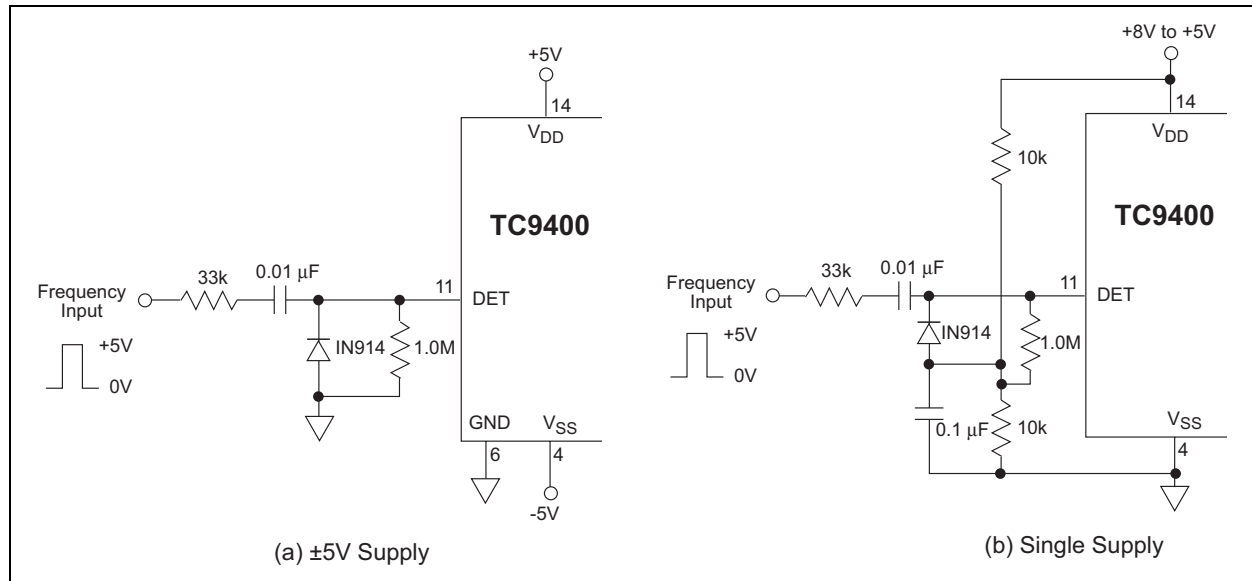 +5V
14
VDD
TC9400
33k
0.01 µF
11
DET
Frequency
Input
+5V
0V
IN914
1.0M
GND
VSS
6
4
-5V
(a) ±5V Supply
+8V to +5V
14
VDD
10k
TC9400
33k
0.01 µF
11
DET
Frequency
Input
+5V
0V
IN914
1.0M
0.1 µF
10k
VSS
4
(b) Single Supply